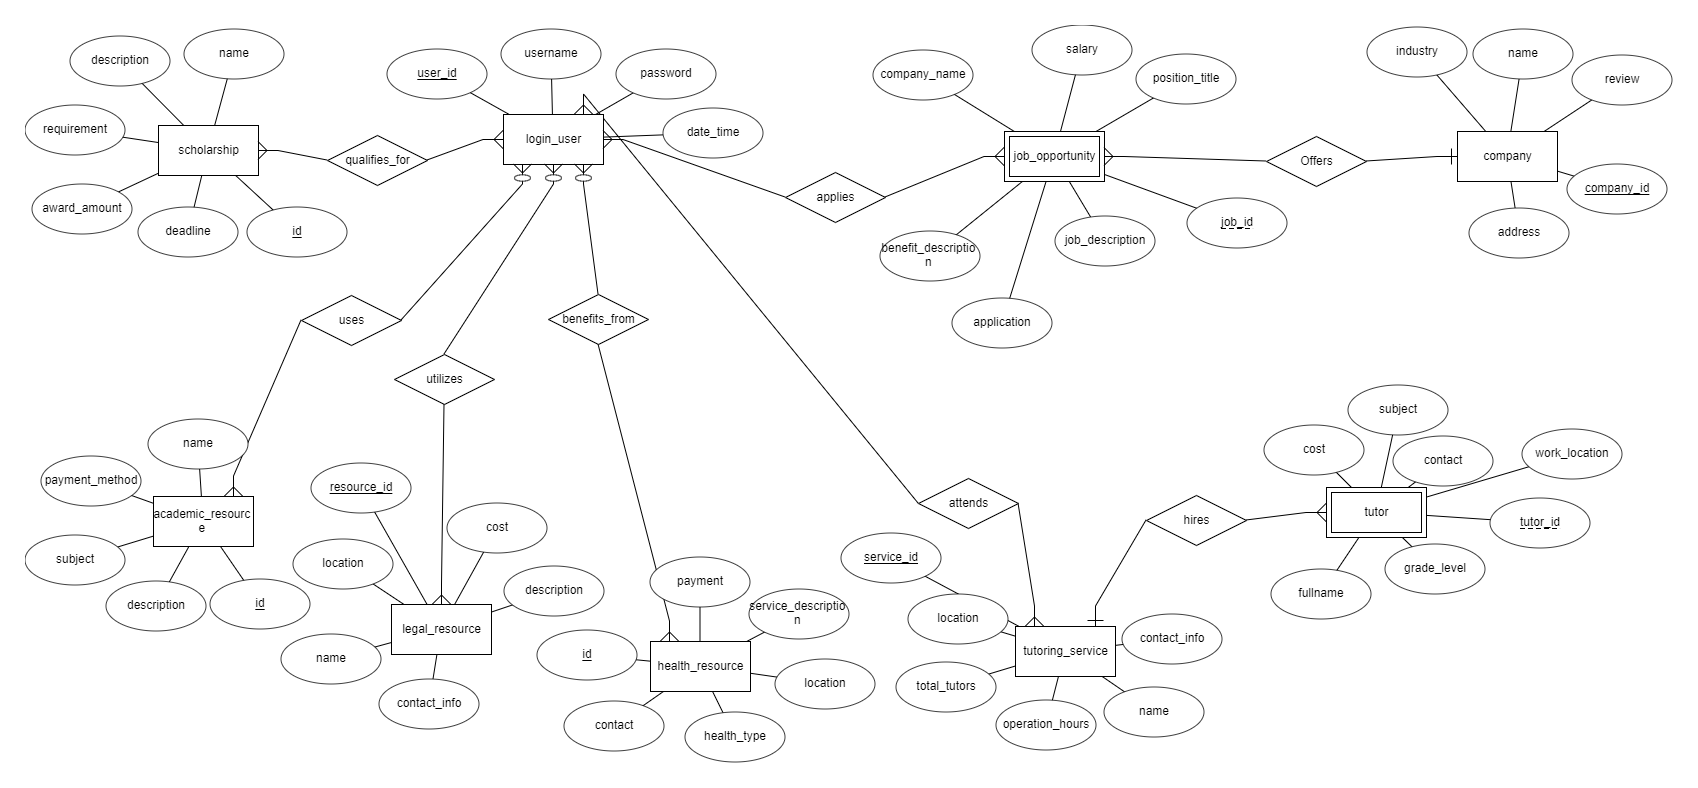 salary
industry
name
username
name
description
user_id
password
company_name
position_title
review
requirement
date_time
login_user
scholarship
qualifies_for
job_opportunity
Offers
company
company_id
applies
award_amount
deadline
id
job_id
address
benefit_descriptio
n
job_description
application
uses
benefits_from
utilizes
subject
name
cost
contact
work_location
payment_method
resource_id
attends
academic_resourc
e
tutor
tutor_id
hires
cost
service_id
subject
location
grade_level
payment
description
fullname
description
id
service_descriptio
n
location
legal_resource
contact_info
tutoring_service
name
id
health_resource
location
total_tutors
contact_info
name
contact
operation_hours
health_type